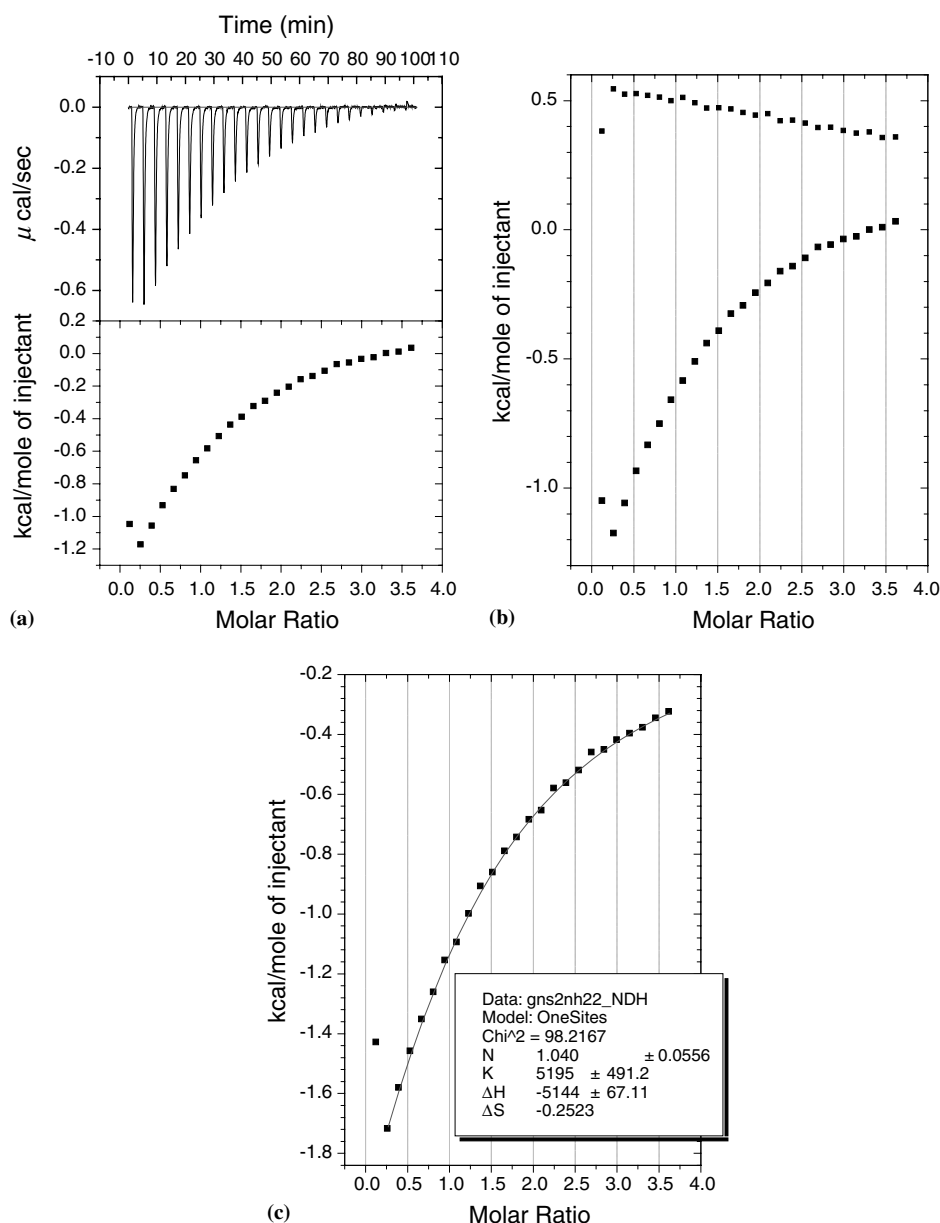 Time (min)
-10 0 10 20 30 40 50 60 70 80 90 100 110
0.0
-0.2
-0.4
-0.6
μ cal/sec
0.2
0.0
-0.2
-0.4
-0.6
-0.8
-1.0
-1.2
kcal/mole of injectant
0.0 0.5 1.0 1.5 2.0 2.5 3.0 3.5 4.0
Molar Ratio
(a)
0.5
0.0
-0.5
-1.0
kcal/mole of injectant
0.0 0.5 1.0 1.5 2.0 2.5 3.0 3.5 4.0
Molar Ratio
(b)
-0.2
-0.4
-0.6
-0.8
-1.0
-1.2
-1.4
-1.6
-1.8
kcal/mole of injectant
Data: gns2nh22_NDH
Model: OneSites
Chi^2 = 98.2167
N 1.040 ± 0.0556
K 5195 ± 491.2
ΔH -5144 ± 67.11
ΔS -0.2523
0.0 0.5 1.0 1.5 2.0 2.5 3.0 3.5 4.0
Molar Ratio
(c)